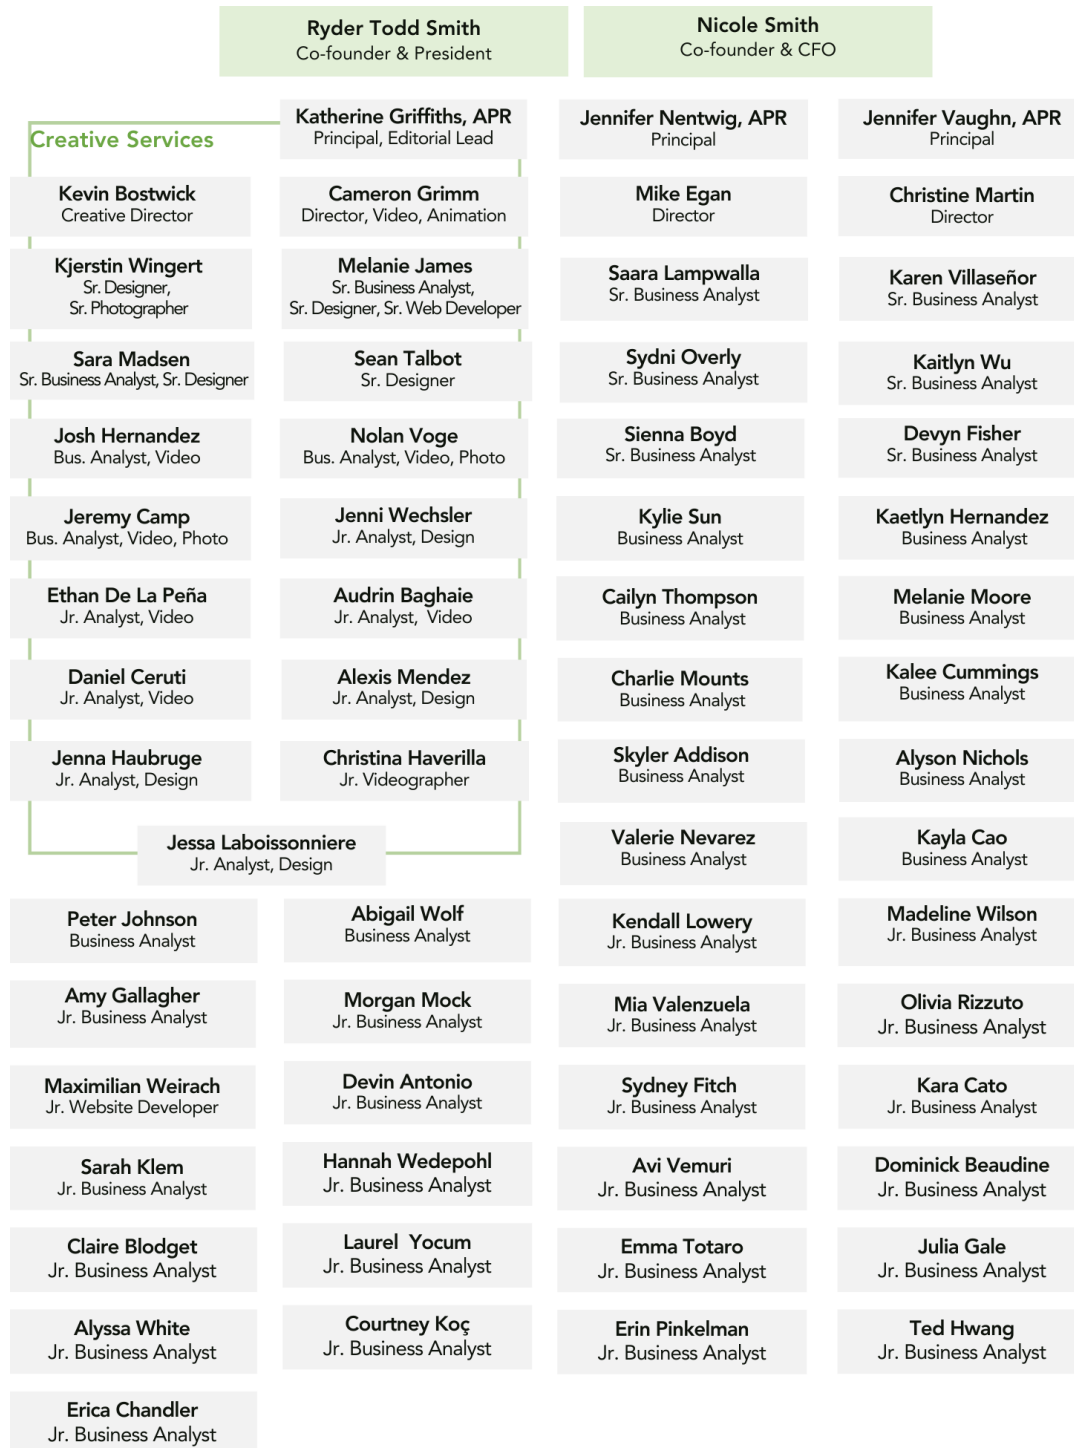 Ryder Todd Smith
Co-founder & President
Nicole Smith
Co-founder & CFO
Creative Services
Katherine Griffiths, APR
Principal, Editorial Lead
Jennifer Nentwig, APR
Principal
Jennifer Vaughn, APR
Principal
Kevin Bostwick
Creative Director
Cameron Grimm
Director, Video, Animation
Mike Egan
Director
Christine Martin
Director
Kjerstin Wingert
Sr. Designer,
Sr. Photographer
Melanie James
Sr. Business Analyst,
Sr. Designer, Sr. Web Developer
Saara Lampwalla
Sr. Business Analyst
Karen Villaseñor
Sr. Business Analyst
Sara Madsen
Sr. Business Analyst, Sr. Designer
Sean Talbot
Sr. Designer
Sydni Overly
Sr. Business Analyst
Kaitlyn Wu
Sr. Business Analyst
Josh Hernandez
Bus. Analyst, Video
Nolan Voge
Bus. Analyst, Video, Photo
Sienna Boyd
Sr. Business Analyst
Devyn Fisher
Sr. Business Analyst
Jeremy Camp
Bus. Analyst, Video, Photo
Jenni Wechsler
Jr. Analyst, Design
Kylie Sun
Business Analyst
Kaetlyn Hernandez
Business Analyst
Ethan De La Peña
Jr. Analyst, Video
Audrin Baghaie
Jr. Analyst,  Video
Cailyn Thompson
Business Analyst
Melanie Moore
Business Analyst
Daniel Ceruti
Jr. Analyst, Video
Alexis Mendez
Jr. Analyst, Design
Charlie Mounts
Business Analyst
Kalee Cummings
Business Analyst
Jenna Haubruge
Jr. Analyst, Design
Christina Haverilla
Jr. Videographer
Skyler Addison
Business Analyst
Alyson Nichols
Business Analyst
Jessa Laboissonniere
Jr. Analyst, Design
Valerie Nevarez
Business Analyst
Kayla Cao
Business Analyst
Peter Johnson
Business Analyst
Abigail Wolf
Business Analyst
Kendall Lowery
Jr. Business Analyst
Madeline Wilson
Jr. Business Analyst
Amy Gallagher
Jr. Business Analyst
Morgan Mock
Jr. Business Analyst
Mia Valenzuela
Jr. Business Analyst
Olivia Rizzuto
Jr. Business Analyst
Maximilian Weirach
Jr. Website Developer
Devin Antonio
Jr. Business Analyst
Sydney Fitch
Jr. Business Analyst
Kara Cato
Jr. Business Analyst
Sarah Klem
Jr. Business Analyst
Hannah Wedepohl
Jr. Business Analyst
Avi Vemuri
Jr. Business Analyst
Dominick Beaudine
Jr. Business Analyst
Claire Blodget
Jr. Business Analyst
Laurel  Yocum
Jr. Business Analyst
Emma Totaro
Jr. Business Analyst
Julia Gale
Jr. Business Analyst
Alyssa White
Jr. Business Analyst
Courtney Koç
Jr. Business Analyst
Erin Pinkelman
Jr. Business Analyst
Ted Hwang
Jr. Business Analyst
Erica Chandler
Jr. Business Analyst